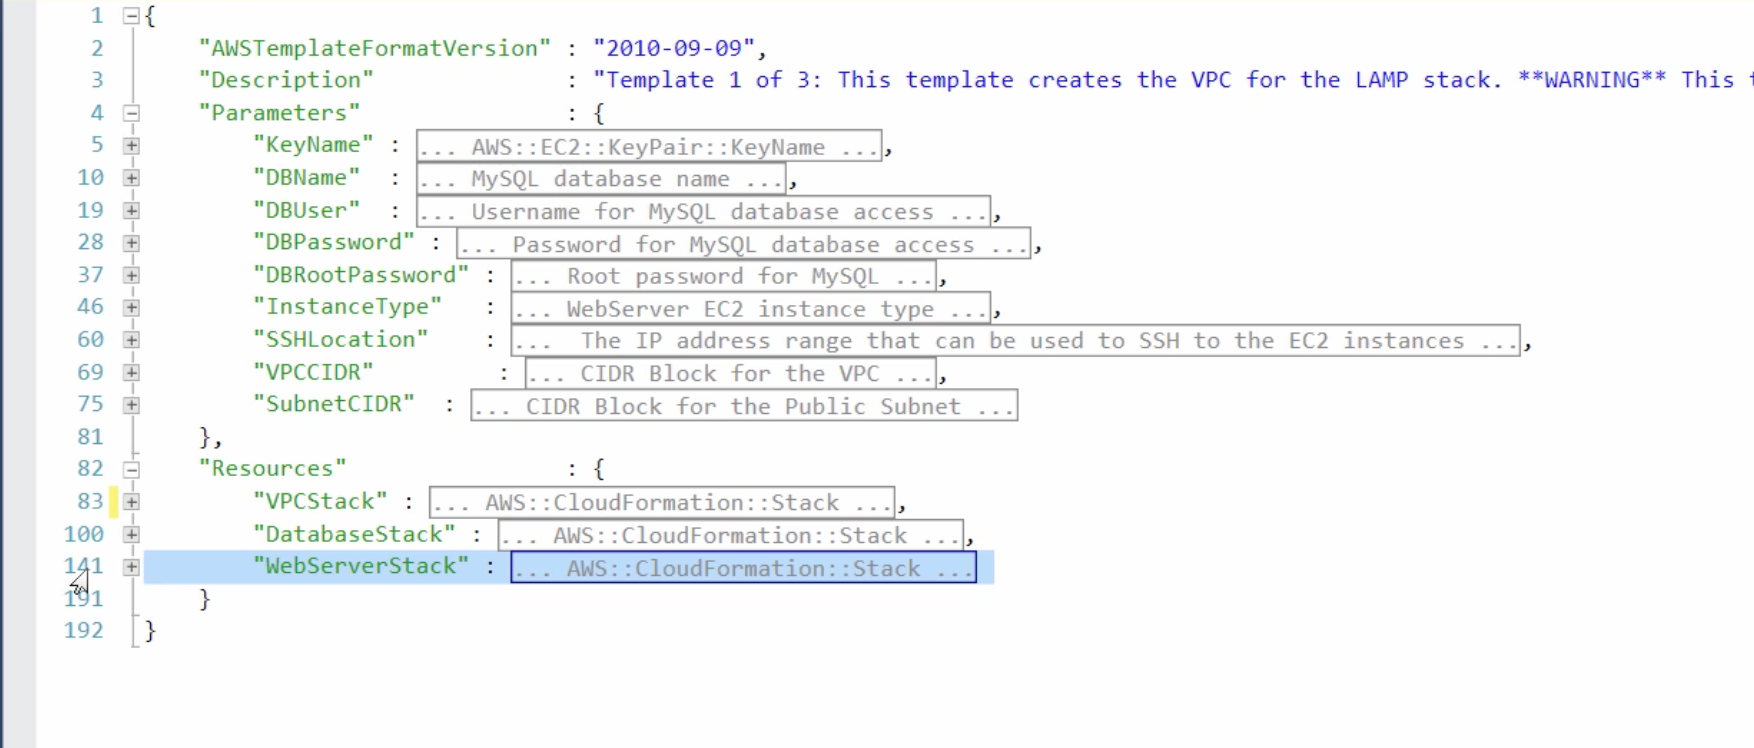 1 {
2 "AWSTemplateFormatVersion" : "2010-09-09",
3 "Description" : "Template 1 of 3: This template creates the VPC for the LAMP stack. **WARNING** This
4 "Parameters" : {
5 "KeyName" : ... AWS::EC2::KeyPair::KeyName ...,
10 "DBName" : ... MySQL database name ...,
19 "DBUser" : ... Username for MySQL database access ...,
28 "DBPassword" : ... Password for MySQL database access ...,
37 "DBRootPassword" : ... Root password for MySQL ...,
46 "InstanceType" : ... WebServer EC2 instance type ...,
60 "SSHLocation" : ... The IP address range that can be used to SSH to the EC2 instances ...,
69 "VPCCIDR" : ... CIDR Block for the VPC ...,
75 "SubnetCIDR" : ... CIDR Block for the Public Subnet ...
81 },
82 "Resources" : {
83 "VPCStack" : ... AWS::CloudFormation::Stack ...,
100 "DatabaseStack" : ... AWS::CloudFormation::Stack ...,
141 "WebServerStack" : ... AWS::CloudFormation::Stack ...
191 }
192 }